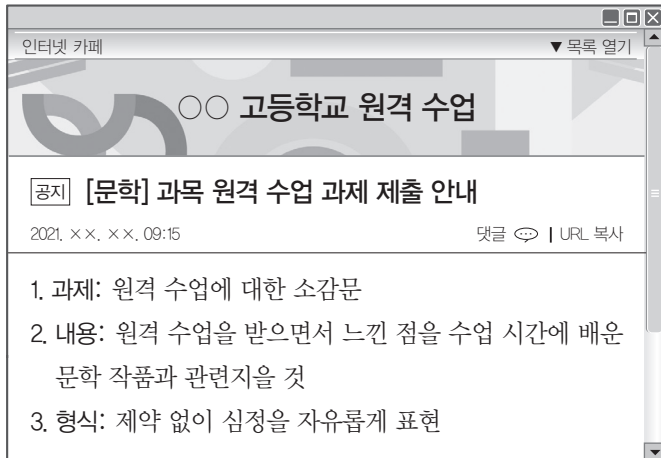 인터넷 카페 ▼ 목록 열기
○○ 고등학교 원격 수업
공지 [문학] 과목 원격 수업 과제 제출 안내
2021. ××. ××. 09:15 댓글 | URL 복사
1. 과제: 원격 수업에 대한 소감문
2. 내용: 원격 수업을 받으면서 느낀 점을 수업 시간에 배운
문학 작품과 관련지을 것
3. 형식: 제약 없이 심정을 자유롭게 표현